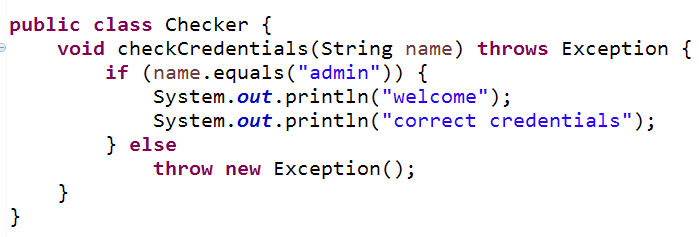 public class Checker {
    void checkCredentials(String name) throws Exception {
        if (name.equals("admin")) {
            System.out.println("welcome");
            System.out.println("correct credentials");
        } else
            throw new Exception();
    }
}